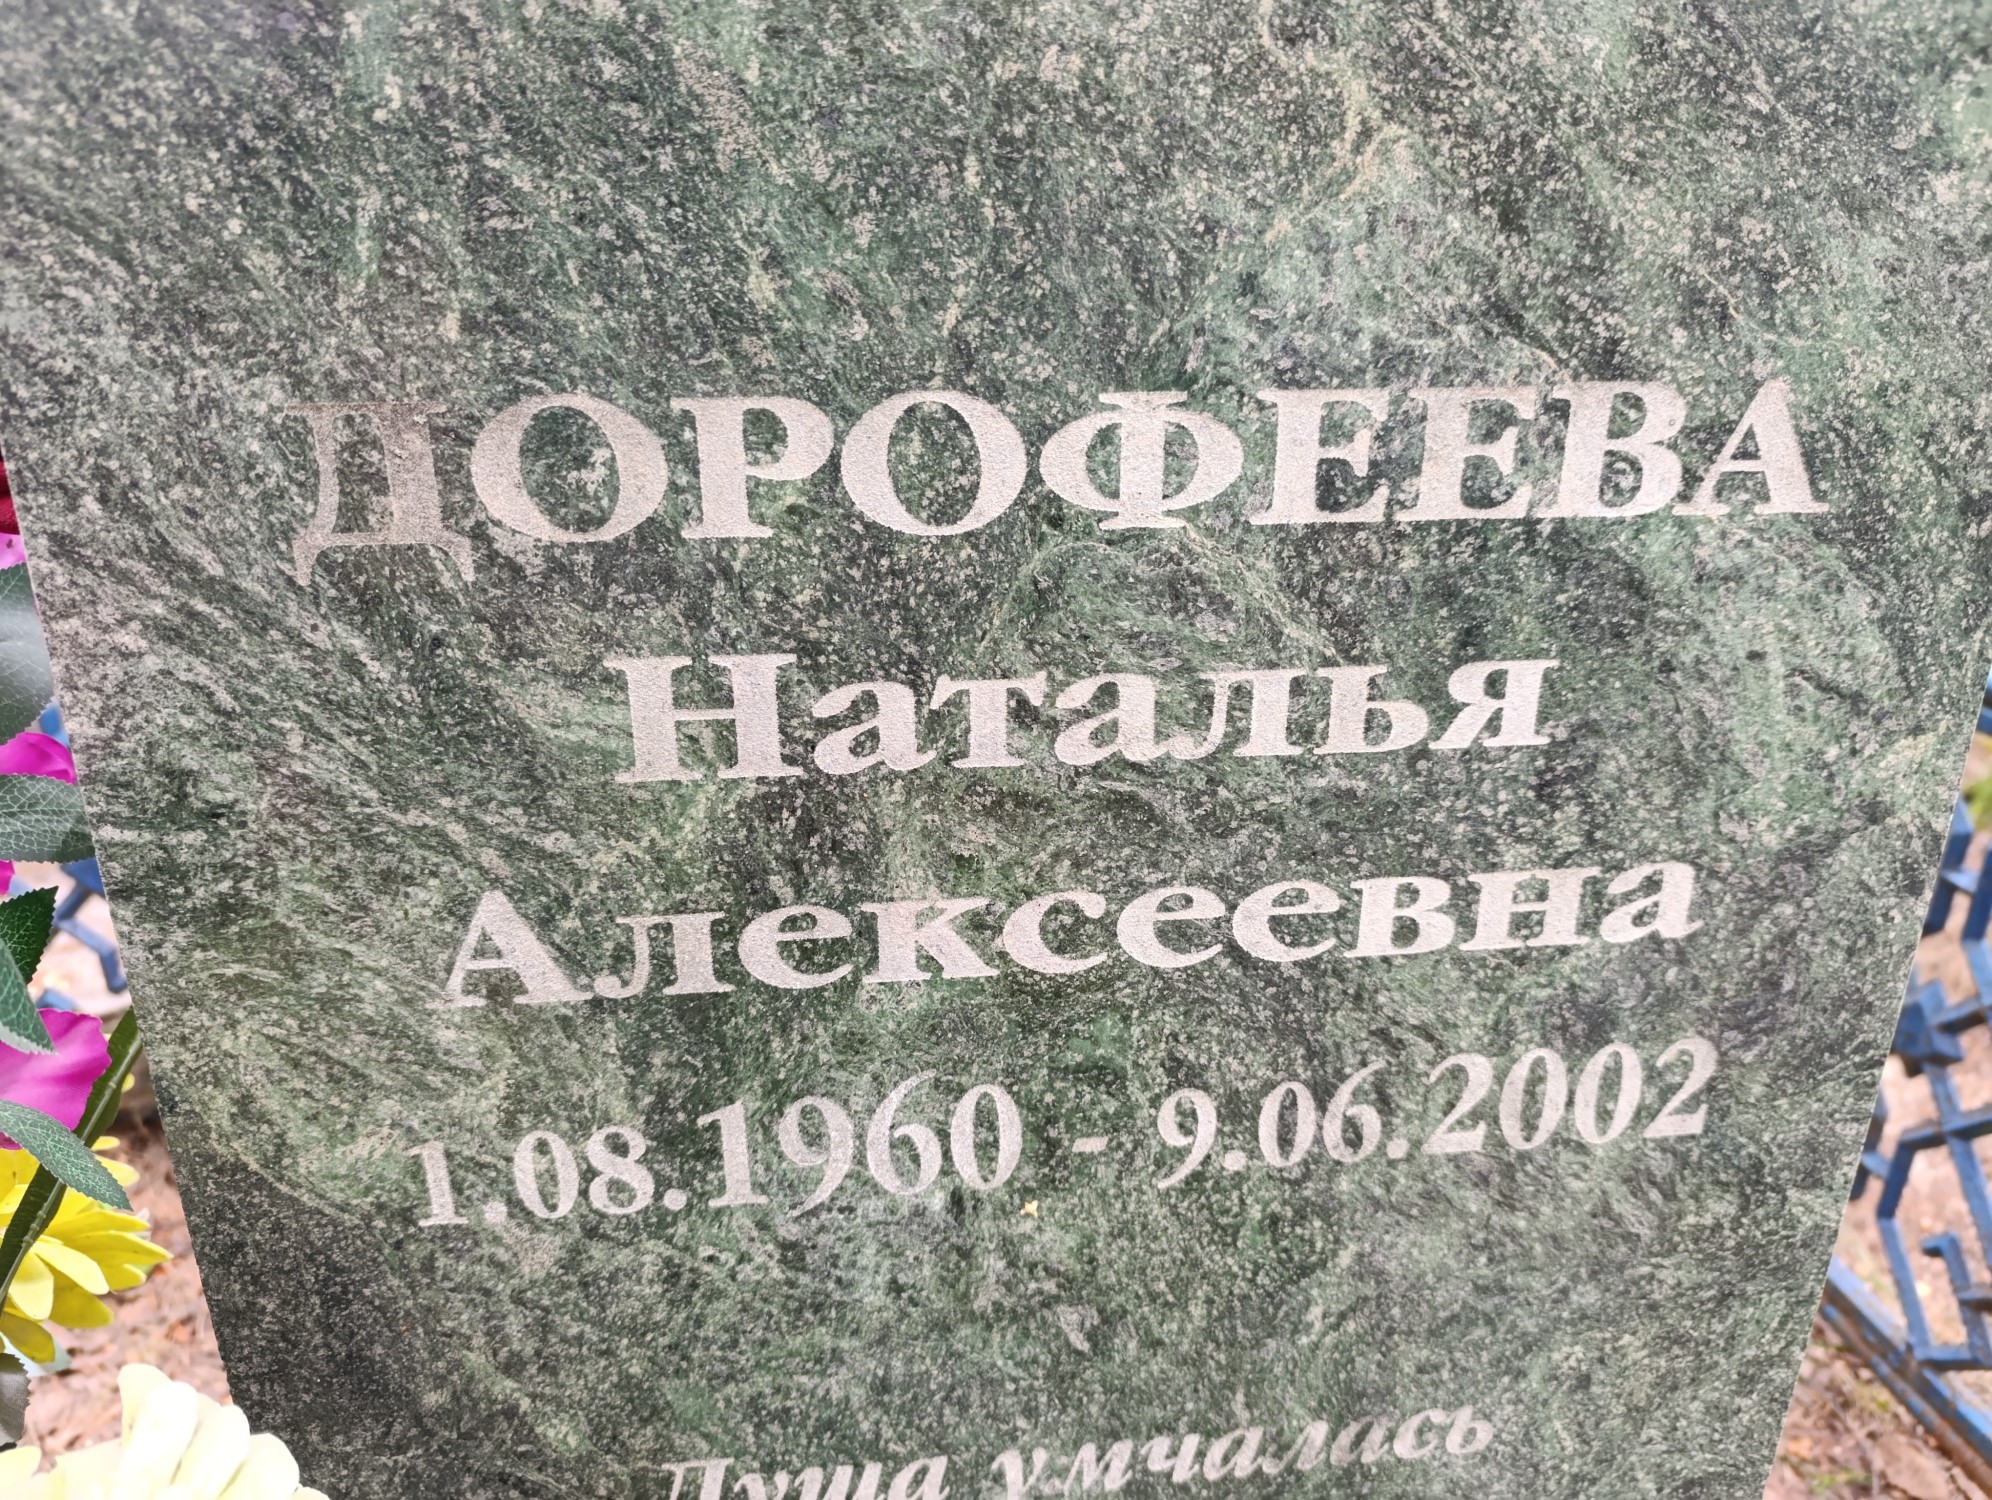 ДОРОФЕЕВА
Наталья
Алексеевна
1.08.1960 - 9.06.2002
Душа умчалась